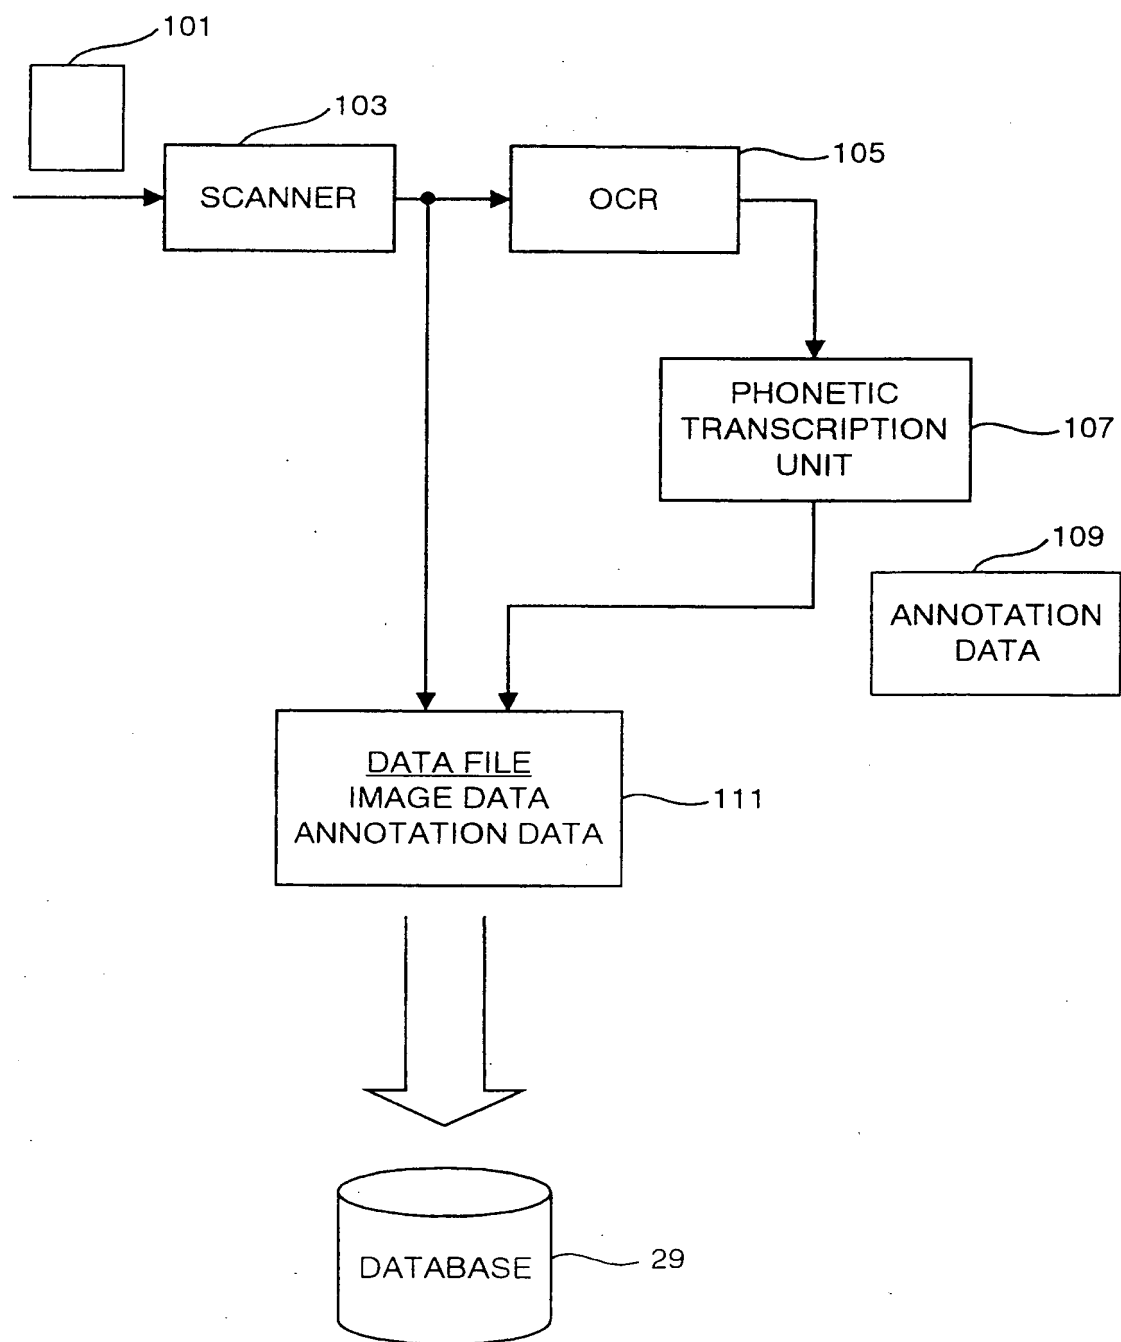 101
103
SCANNER
105
OCR
PHONETIC
TRANSCRIPTION
UNIT
107
109
ANNOTATION
DATA
DATA FILE
IMAGE DATA
ANNOTATION DATA
111
DATABASE
29